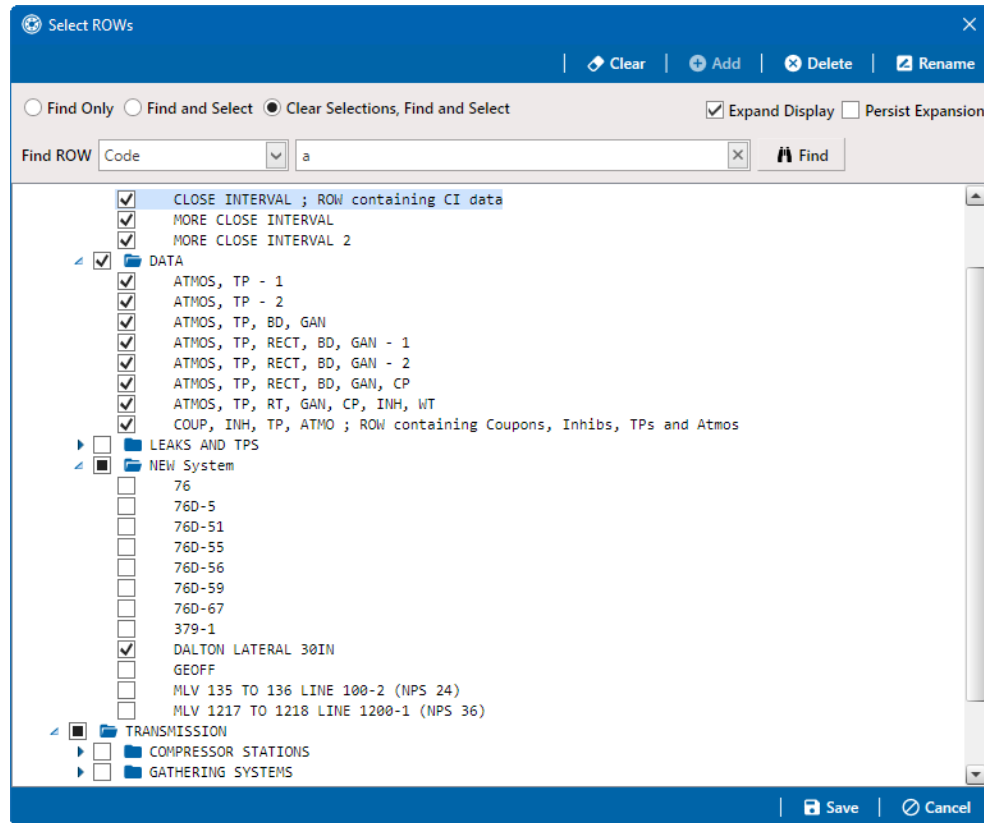 Select ROWs
Clear Add Delete Rename
Find Only Find and Select Clear Selections, Find and Select Expand Display Persist Expansion
Find ROW Code a Find
CLOSE INTERVAL ; ROW containing CI data
MORE CLOSE INTERVAL
MORE CLOSE INTERVAL 2
DATA
ATMOS, TP - 1
ATMOS, TP - 2
ATMOS, TP, BD, GAN
ATMOS, TP, RECT, BD, GAN - 1
ATMOS, TP, RECT, BD, GAN - 2
ATMOS, TP, RECT, BD, GAN, CP
ATMOS, TP, RT, GAN, CP, INH, WT
COUP, INH, TP, ATMO ; ROW containing Coupons, Inhibs, TPs and Atmos
LEAKS AND TPS
NEW System
76
76D-5
76D-51
76D-55
76D-56
76D-59
76D-67
379-1
DALTON LATERAL 30IN
GEOFF
MLV 135 TO 136 LINE 100-2 (NPS 24)
MLV 1217 TO 1218 LINE 1200-1 (NPS 36)
TRANSMISSION
COMPRESSOR STATIONS
GATHERING SYSTEMS
Save Cancel